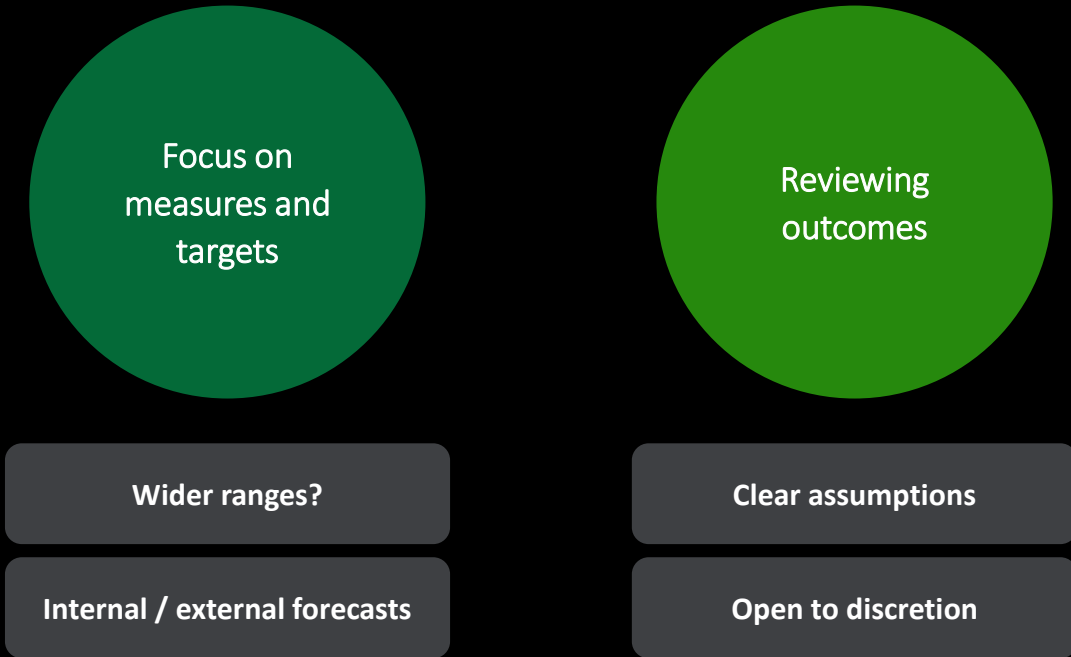 Focus on
measures and
targets
Wider ranges?
Internal / external forecasts
Reviewing
outcomes
Clear assumptions
Open to discretion